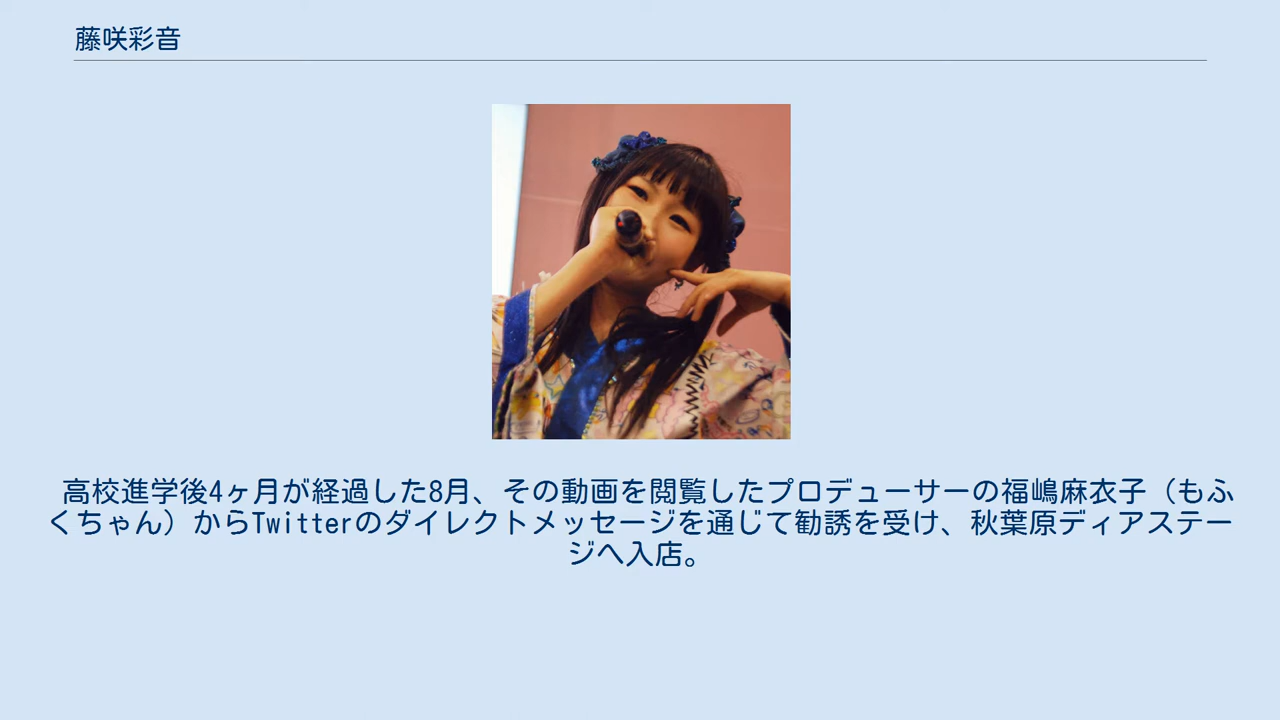 藤咲彩音
高校進学後4ヶ月が経過した8月、その動画を閲覧したプロデューサーの福嶋麻衣子（もふ
くちゃん）からTwitterのダイレクトメッセージを通じて勧誘を受け、秋葉原ディアステー
ジへ入店。